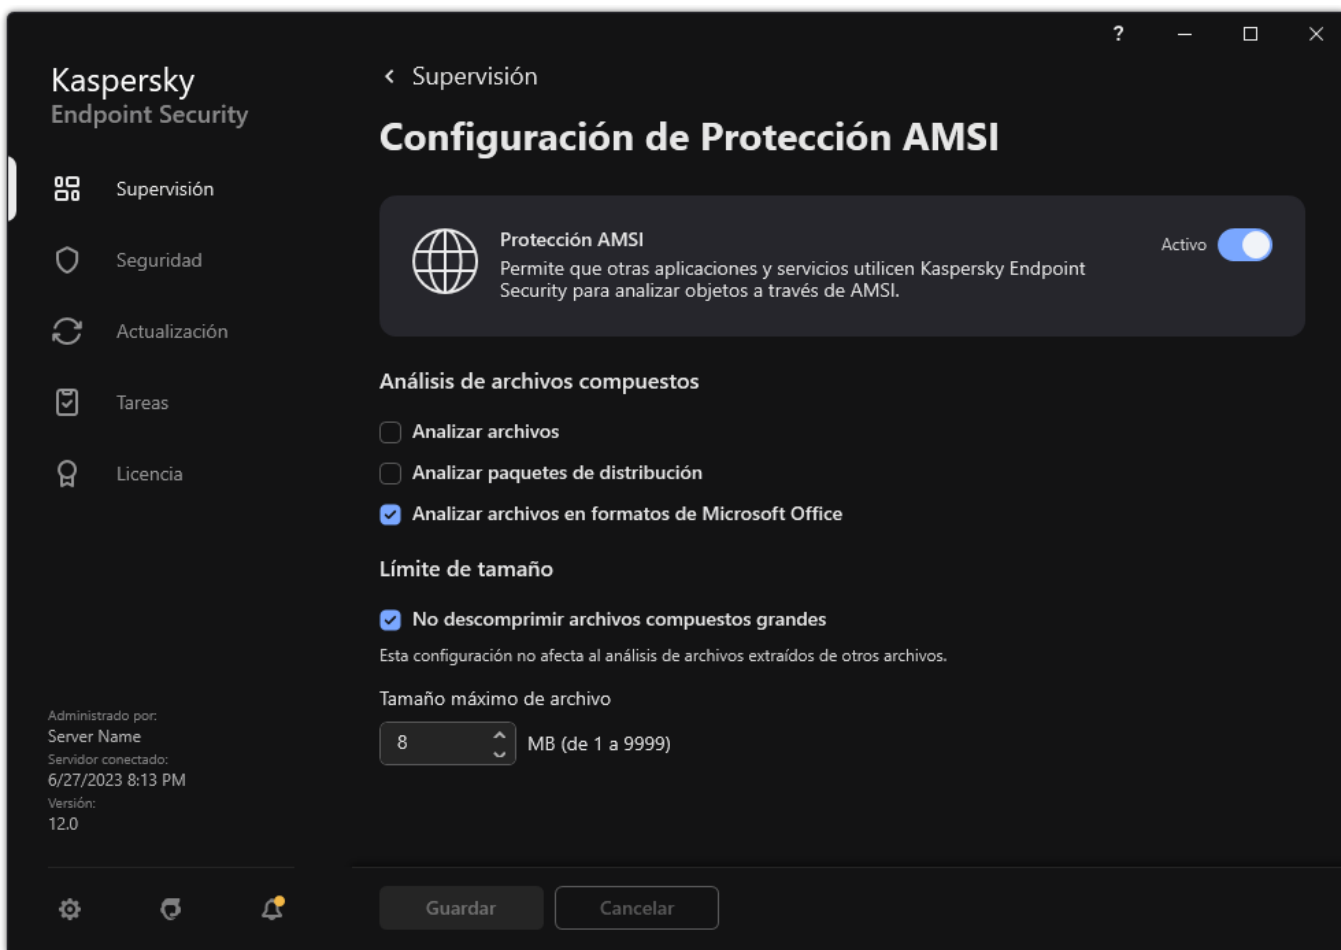 ?
Kaspersky
Endpoint Security
Supervisión
Seguridad
Actualización
Tareas
Licencia
Administrado por:
Server Name
Servidor conectado:
6/27/2023 8:13 PM
Versión:
12.0
Supervisión
Configuración de Protección AMSI
Protección AMSI
Activo
Permite que otras aplicaciones y servicios utilicen Kaspersky Endpoint
Security para analizar objetos a través de AMSI.
Análisis de archivos compuestos
Analizar archivos
Analizar paquetes de distribución
Analizar archivos en formatos de Microsoft Office
Límite de tamaño
No descomprimir archivos compuestos grandes
Esta configuración no afecta al análisis de archivos extraídos de otros archivos.
Tamaño máximo de archivo
8 MB (de 1 a 9999)
Guardar Cancelar